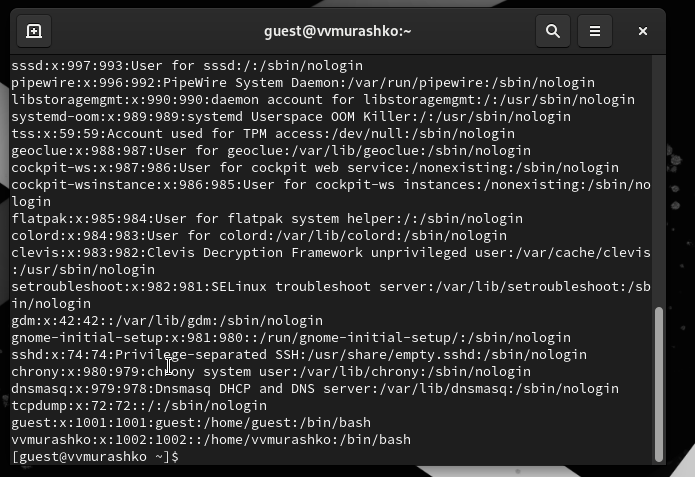 guest@vvmurashko:~
sssd:x:997:993:User for sssd:/:/sbin/nologin
pipewire:x:996:992:PipeWire System Daemon:/var/run/pipewire:/sbin/nologin
libstoragemgmt:x:990:990:daemon account for libstoragemgmt:/:/usr/sbin/nologin
systemd-oom:x:989:989:systemd Userspace OOM Killer:/:/usr/sbin/nologin
tss:x:59:59:Account used for TPM access:/dev/null:/sbin/nologin
geoclue:x:988:987:User for geoclue:/var/lib/geoclue:/sbin/nologin
cockpit-ws:x:987:986:User for cockpit web service:/nonexisting:/sbin/nologin
cockpit-wsinstance:x:986:985:User for cockpit-ws instances:/nonexisting:/sbin/no
login
flatpak:x:985:984:User for flatpak system helper:/:/sbin/nologin
colord:x:984:983:User for colord:/var/lib/colord:/sbin/nologin
clevis:x:983:982:Clevis Decryption Framework unprivileged user:/var/cache/clevis
:/usr/sbin/nologin
setroubleshoot:x:982:981:SELinux troubleshoot server:/var/lib/setroubleshoot:/sb
in/nologin
gdm:x:42:42::/var/lib/gdm:/sbin/nologin
gnome-initial-setup:x:981:980::/run/gnome-initial-setup/:/sbin/nologin
sshd:x:74:74:Privilege-separated SSH:/usr/share/empty.sshd:/sbin/nologin
chrony:x:980:979:chrony system user:/var/lib/chrony:/sbin/nologin
dnsmasq:x:979:978:Dnsmasq DHCP and DNS server:/var/lib/dnsmasq:/sbin/nologin
tcpdump:x:72:72::/:/sbin/nologin
guest:x:1001:1001:guest:/home/guest:/bin/bash
vvmurashko:x:1002:1002::/home/vvmurashko:/bin/bash
[guest@vvmurashko ~]$